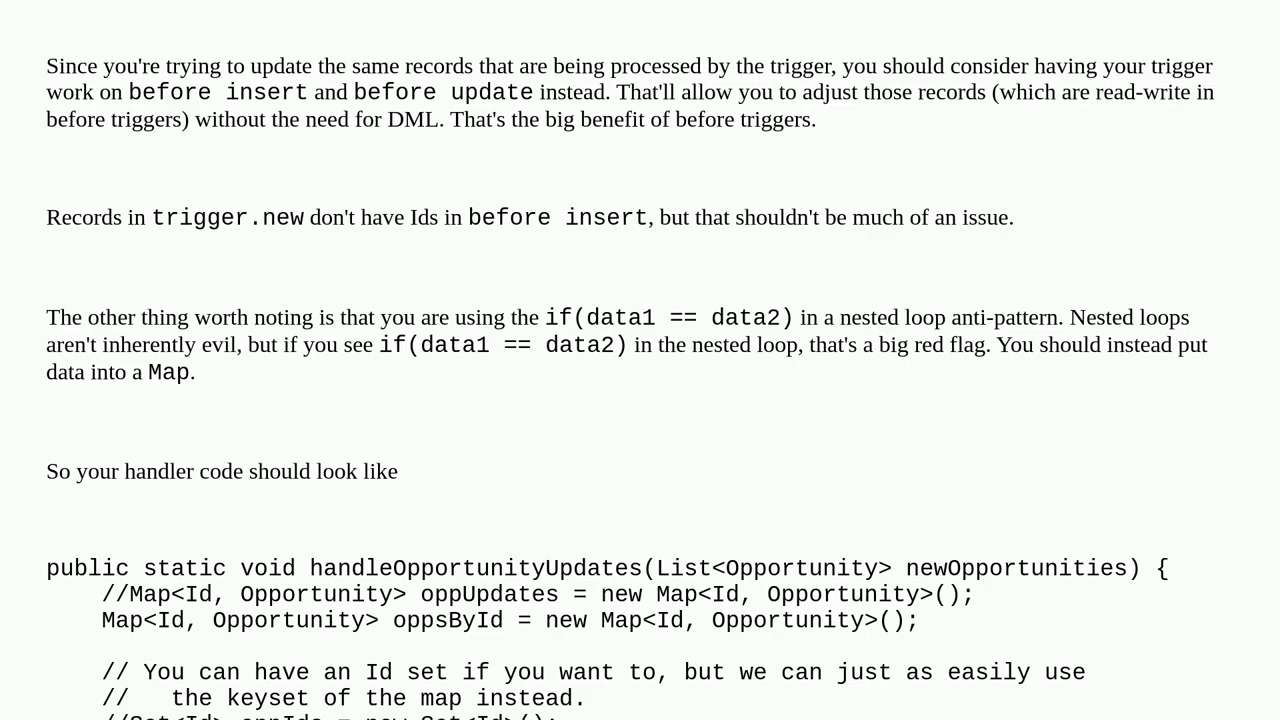 Since you're trying to update the same records that are being processed by the trigger, you should consider having your trigger
work on before insert and before update instead. That'll allow you to adjust those records (which are read-write in
before triggers) without the need for DML. That's the big benefit of before triggers.
Records in trigger.new don't have Ids in before insert, but that shouldn't be much of an issue.
The other thing worth noting is that you are using the if(data1 == data2) in a nested loop anti-pattern. Nested loops
aren't inherently evil, but if you see if(data1 == data2) in the nested loop, that's a big red flag. You should instead put
data into a Map.
So your handler code should look like
public static void handleOpportunityUpdates(List<Opportunity> newOpportunities) {
    //Map<Id, Opportunity> oppUpdates = new Map<Id, Opportunity>();
    Map<Id, Opportunity> oppsById = new Map<Id, Opportunity>();
    // You can have an Id set if you want to, but we can just as easily use
    //   the keyset of the map instead.
    //Set<Id> oppIds = new Set<Id>();